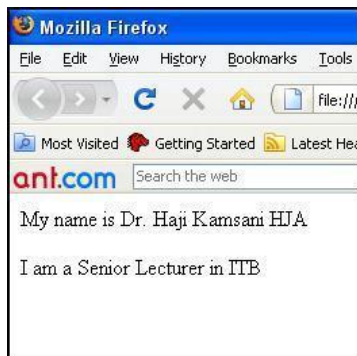 Mozilla Firefox
File Edit View History Bookmarks Tools
file://
Most Visited Getting Started Latest Hea
ant.com Search the web
My name is Dr. Haji Kamsani HJA
I am a Senior Lecturer in ITB